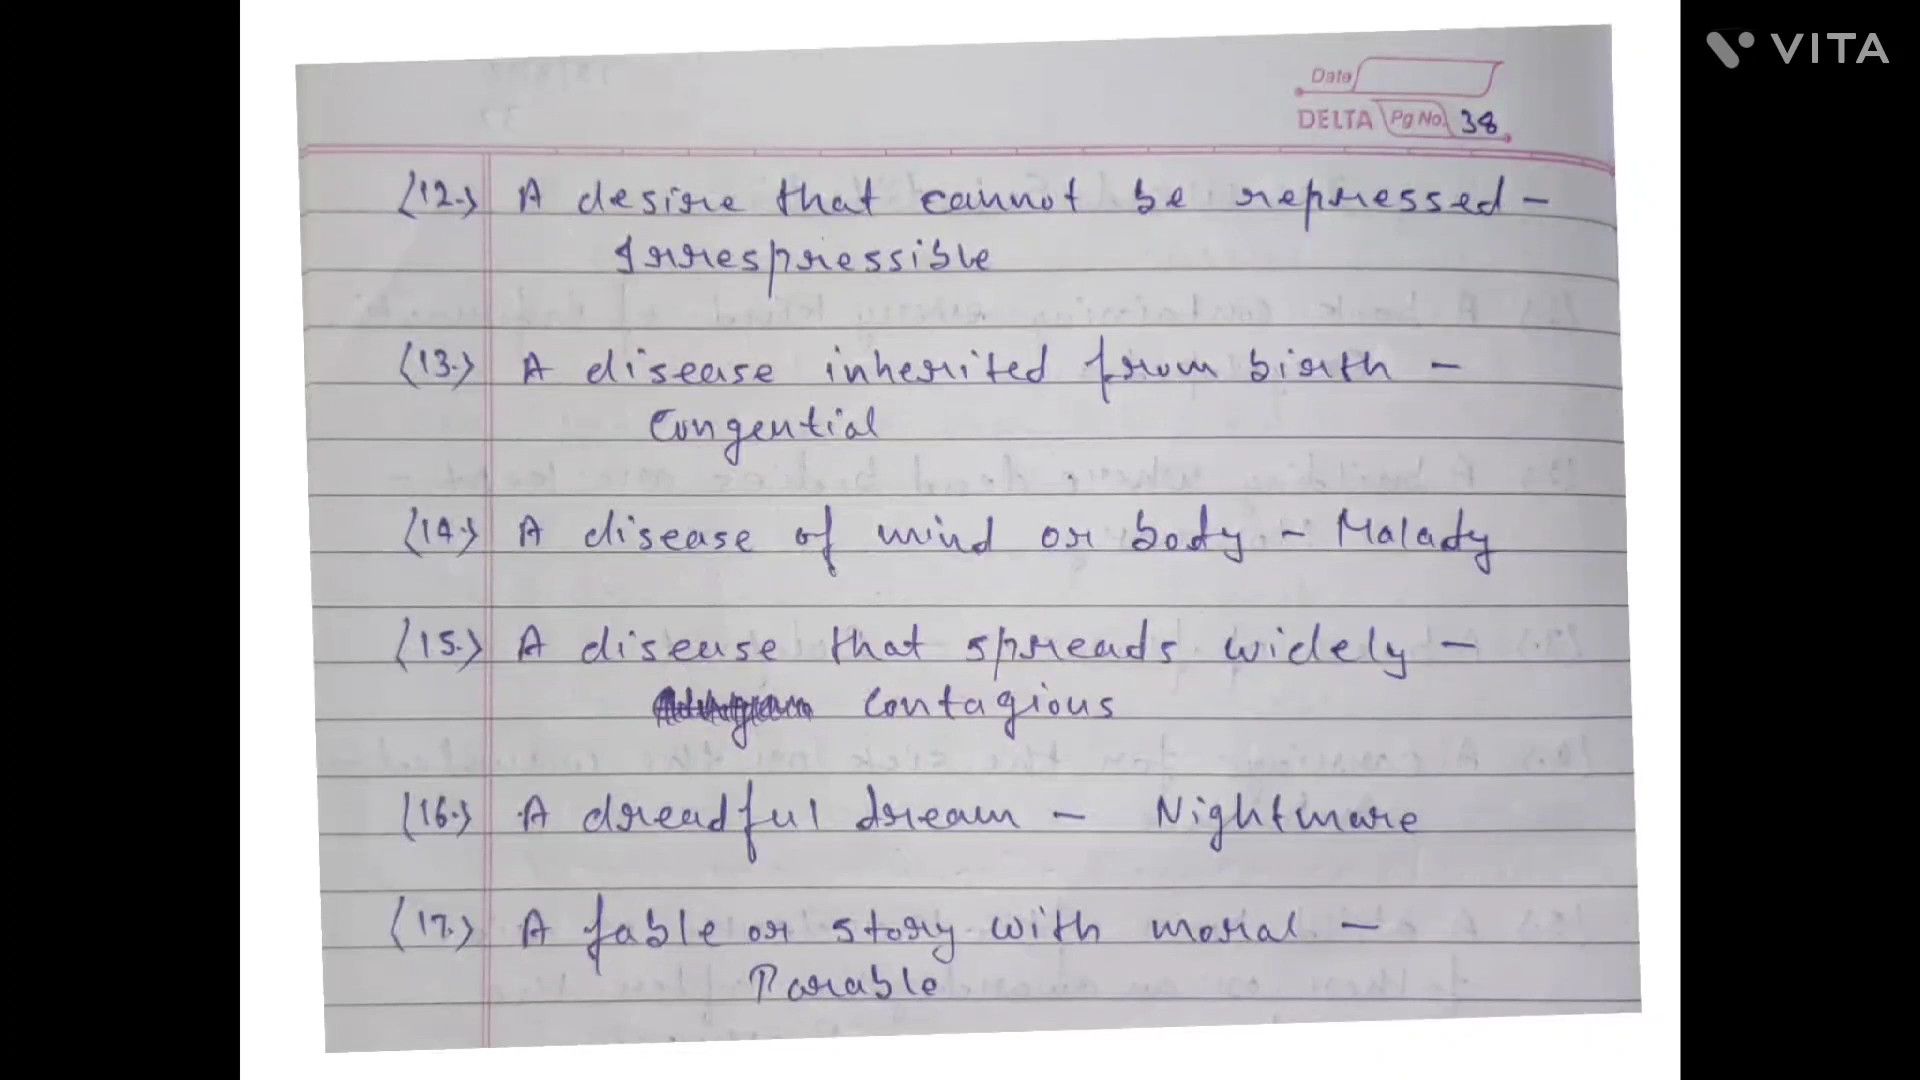 VITA
Date
DELTA Pg No. 38
(12.) A desire that cannot be repressed -
Irrespressible
(13.) A disease inherited from birth -
Congential
(14.) A disease of mind or body - Malady
(15.) A disease that spreads widely -
contagious
(16.) A dreadful dream - Nightmare
(17.) A fable or story with moral -
Parable